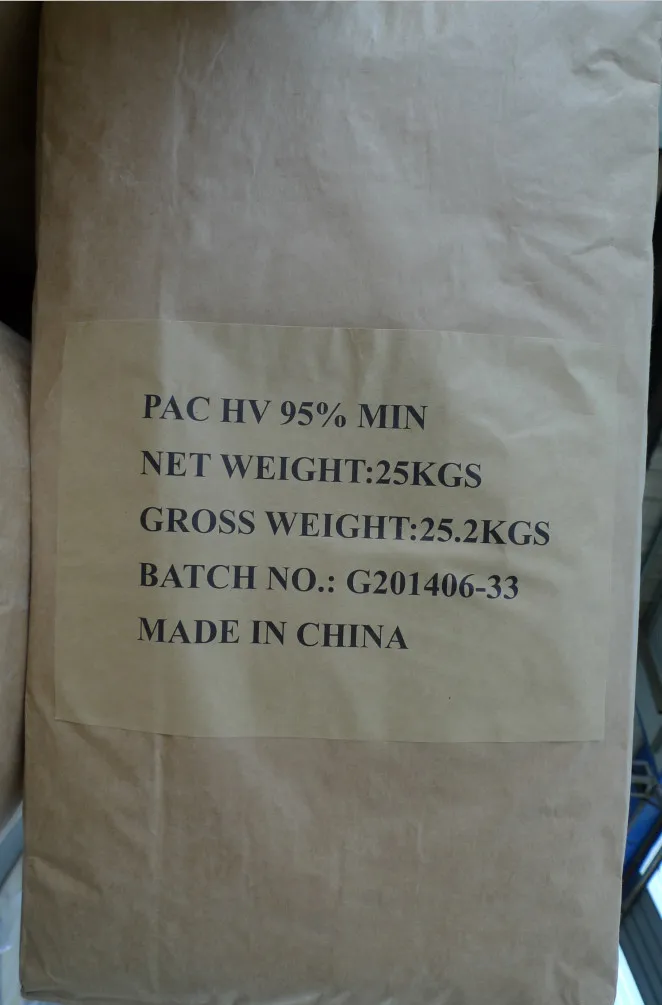 PAC HV 95% MIN
NET WEIGHT:25KGS
GROSS WEIGHT:25.2KGS
BATCH NO.: G201406-33
MADE IN CHINA